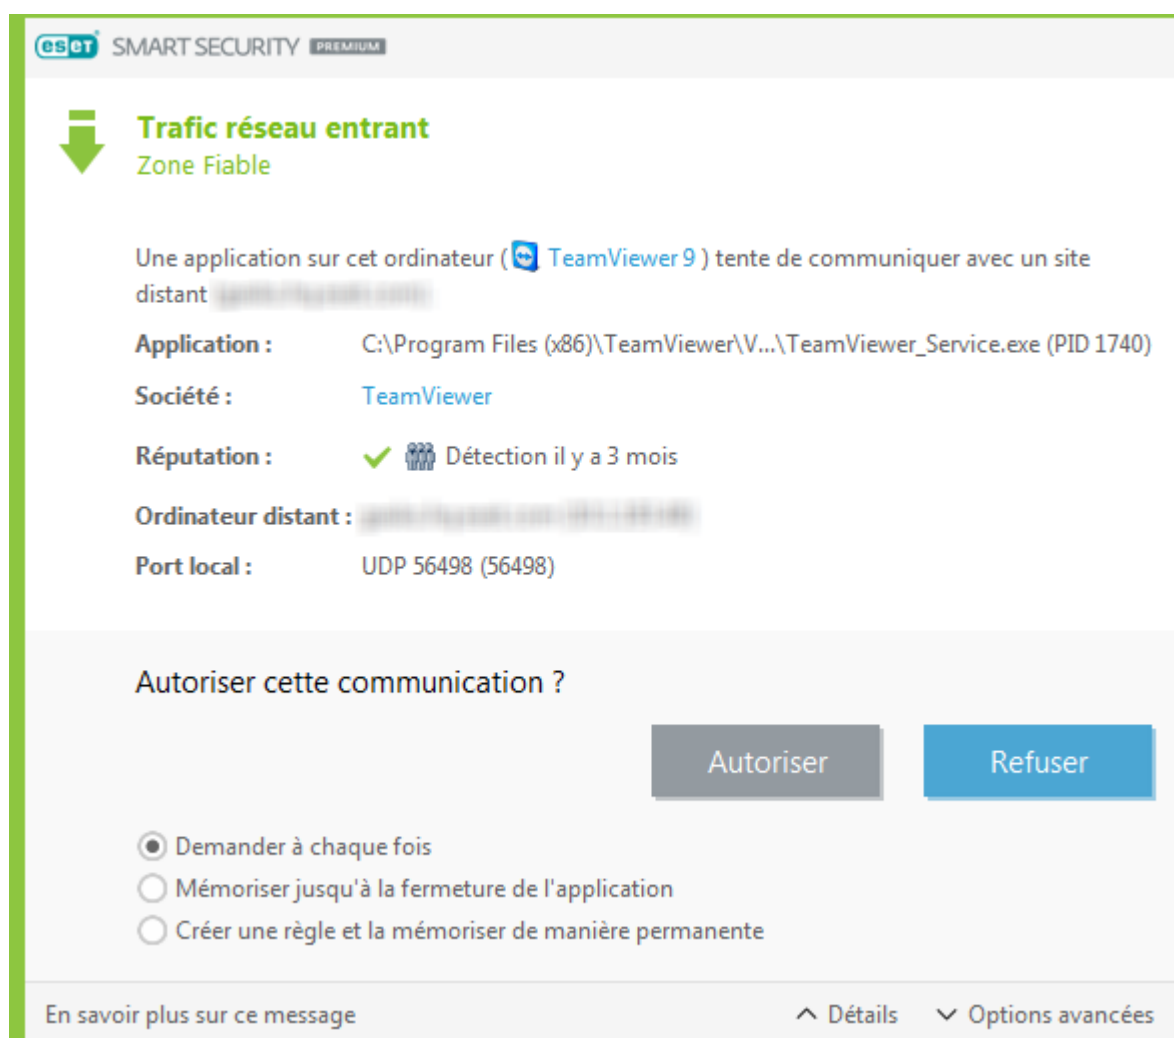 eset SMART SECURITY PREMIUM
Trafic réseau entrant
Zone Fiable
Une application sur cet ordinateur ( TeamViewer 9 ) tente de communiquer avec un site
distant
Application : C:\Program Files (x86)\TeamViewer\V...\TeamViewer_Service.exe (PID 1740)
Société : TeamViewer
Réputation : Détection il y a 3 mois
Ordinateur distant :
Port local : UDP 56498 (56498)
Autoriser cette communication ?
Autoriser Refuser
Demander à chaque fois
Mémoriser jusqu'à la fermeture de l'application
Créer une règle et la mémoriser de manière permanente
En savoir plus sur ce message Détails Options avancées